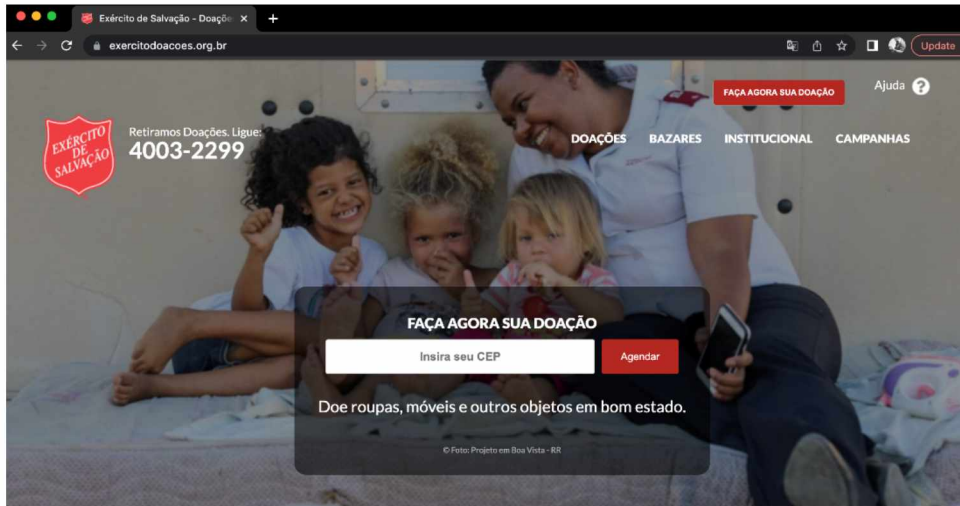 Exército de Salvação - Doaçõe
exercitodoacoes.org.br
Update
FAÇA AGORA SUA DOAÇÃO
Ajuda
EXÉRCITO
DE
SALVAÇÃO
Retiramos Doações. Ligue:
4003-2299
DOAÇÕES BAZARES INSTITUCIONAL CAMPANHAS
FAÇA AGORA SUA DOAÇÃO
Insira seu CEP
Agendar
Doe roupas, móveis e outros objetos em bom estado.
© Foto: Projeto em Boa Vista - RR